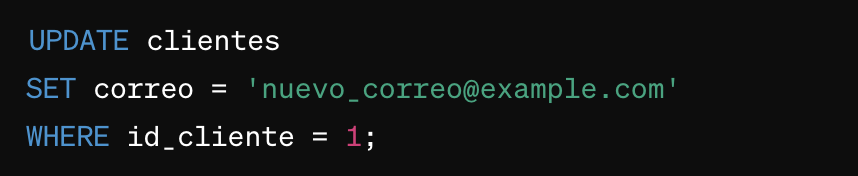 UPDATE clientes
SET correo = 'nuevo_correo@example.com'
WHERE id_cliente = 1;